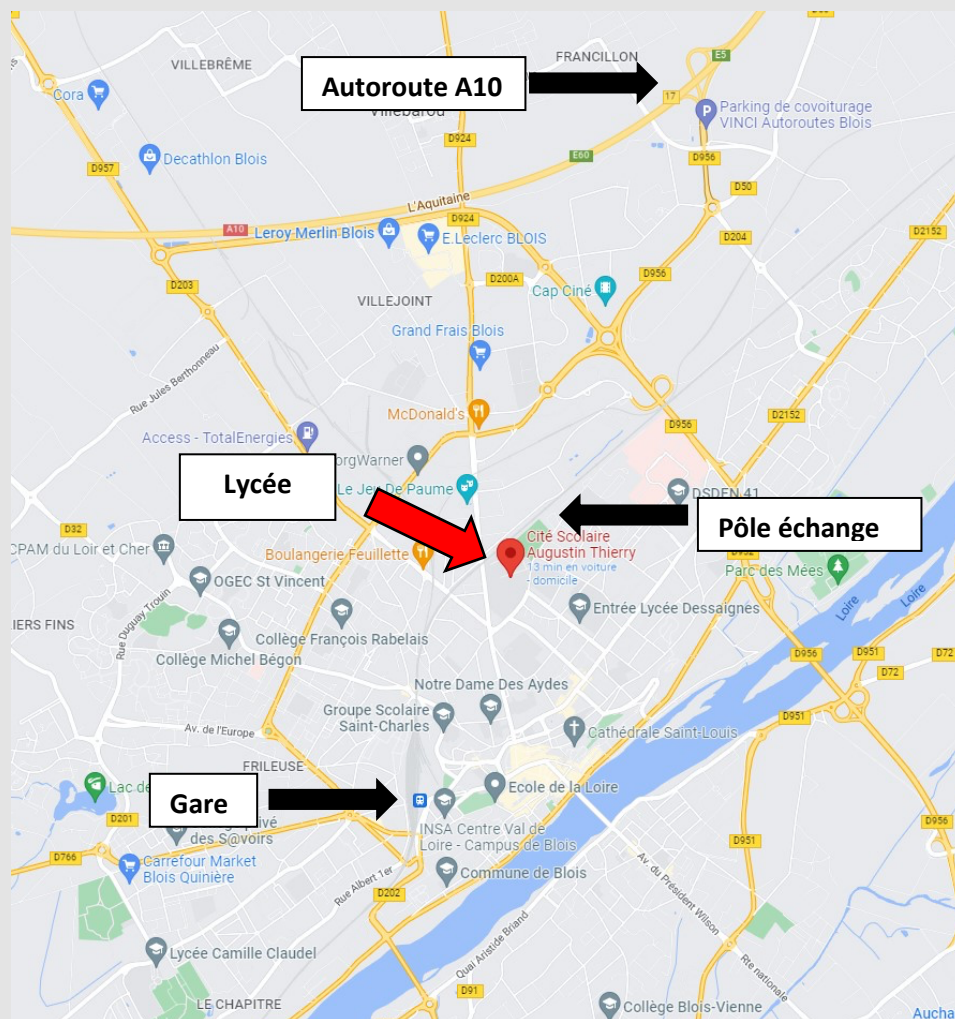 FRANCILLON
E5
VILLEBRÊME
Autoroute A10
17
Cora
Parking de covoiturage
VINCI Autoroutes Blois
Villebarou
D924
Decathlon Blois
E60
D956
D957
D50
L'Aquitaine
D924
A10
Leroy Merlin Blois
E.Leclerc BLOIS
D204
D2152
D200A
D956
D203
Cap Ciné
VILLEJOINT
Grand Frais Blois
Rue Jules Berthonneau
McDonald's
D2152
D956
Access - TotalEnergies
orgWarner
Lycée
Le Jeu De Paume
DSDEN 41
D32
Pôle échange
Cité Scolaire
Augustin Thierry
13 min en voiture
- domicile
CPAM du Loir et Cher
Boulangerie Feuillette
D952
Parc des Mées
OGEC St Vincent
Loire
Loire
Entrée Lycée Dessaignes
IERS FINS
Rue Duguay Trouin
Collège François Rabelais
Collège Michel Bégon
D956
D951
D72
D72
Notre Dame Des Aydes
Groupe Scolaire
Saint-Charles
D951
Av. de l'Europe
Cathédrale Saint-Louis
FRILEUSE
Lac de
Gare
Ecole de la Loire
D201
privé
des S@voirs
INSA Centre Val de
Loire - Campus de Blois
D956
D951
D766
Carrefour Market
Blois Quinière
Commune de Blois
Rue Albert 1er
D202
Av. du Président Wilson
Lycée Camille Claudel
Quai Aristide Briand
Rte nationale
D91
LE CHAPITRE
Collège Blois-Vienne
Aucha